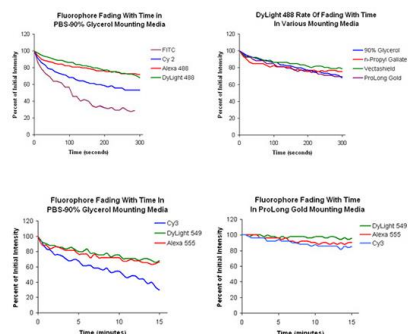 Fluorophore Fading With Time in
PBS-90% Glycerol Mounting Media
Percent of Initial Intensity
120
100
80
60
40
20
0
0
100
200
300
Time (seconds)
FITC
Cy 2
Alexa 488
DyLight 488
DyLight 488 Rate Of Fading With Time
In Various Mounting Media
Percent of Initial Intensity
120
100
80
60
40
20
0
0
100
200
300
Time (seconds)
90% Glycerol
n-Propyl Gallate
Vectashield
ProLong Gold
Fluorophore Fading With Time In
PBS-90% Glycerol Mounting Media
Percent of Initial Intensity
120
100
80
60
40
20
0
0
5
10
15
Time (minutes)
Cy3
DyLight 549
Alexa 555
Fluorophore Fading With Time
In ProLong Gold Mounting Media
Percent of Initial Intensity
120
100
80
60
40
20
0
0
5
10
15
Time (minutes)
DyLight 549
Alexa 555
Cy3